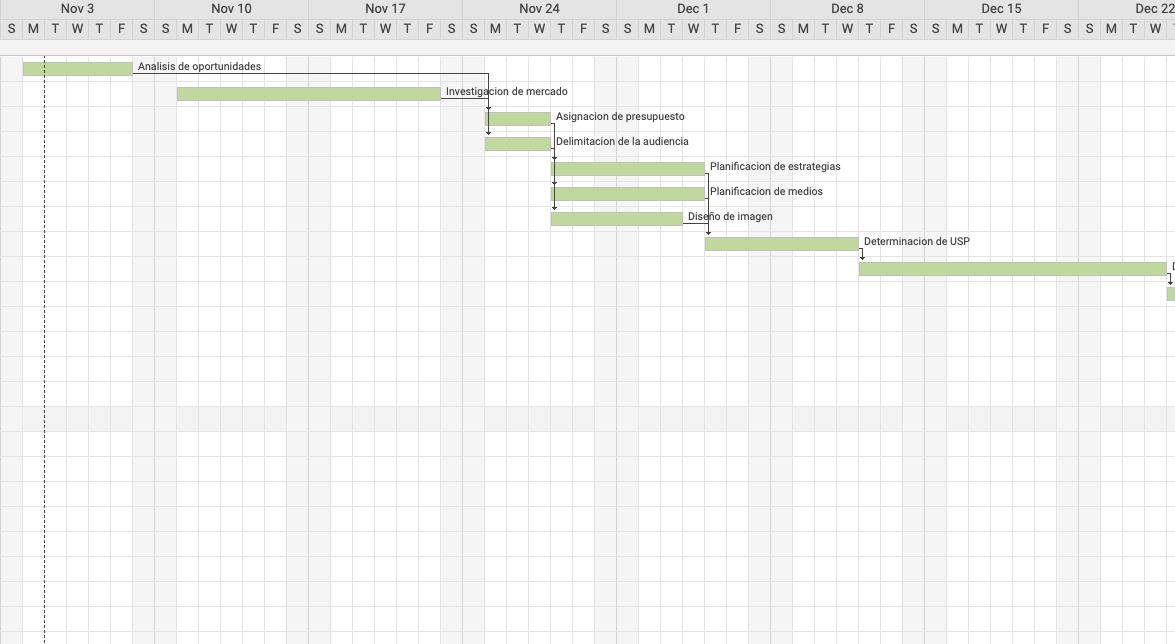 Nov 3 Nov 10 Nov 17 Nov 24 Dec 1 Dec 8 Dec 15 Dec 22
S M T W T F S S M T W T F S S M T W T F S S M T W T F S S M T W T F S S M T W T F S S M T W T F S S M T W
Analisis de oportunidades
Investigacion de mercado
Asignacion de presupuesto
Delimitacion de la audiencia
Planificacion de estrategias
Planificacion de medios
Diseño de imagen
Determinacion de USP